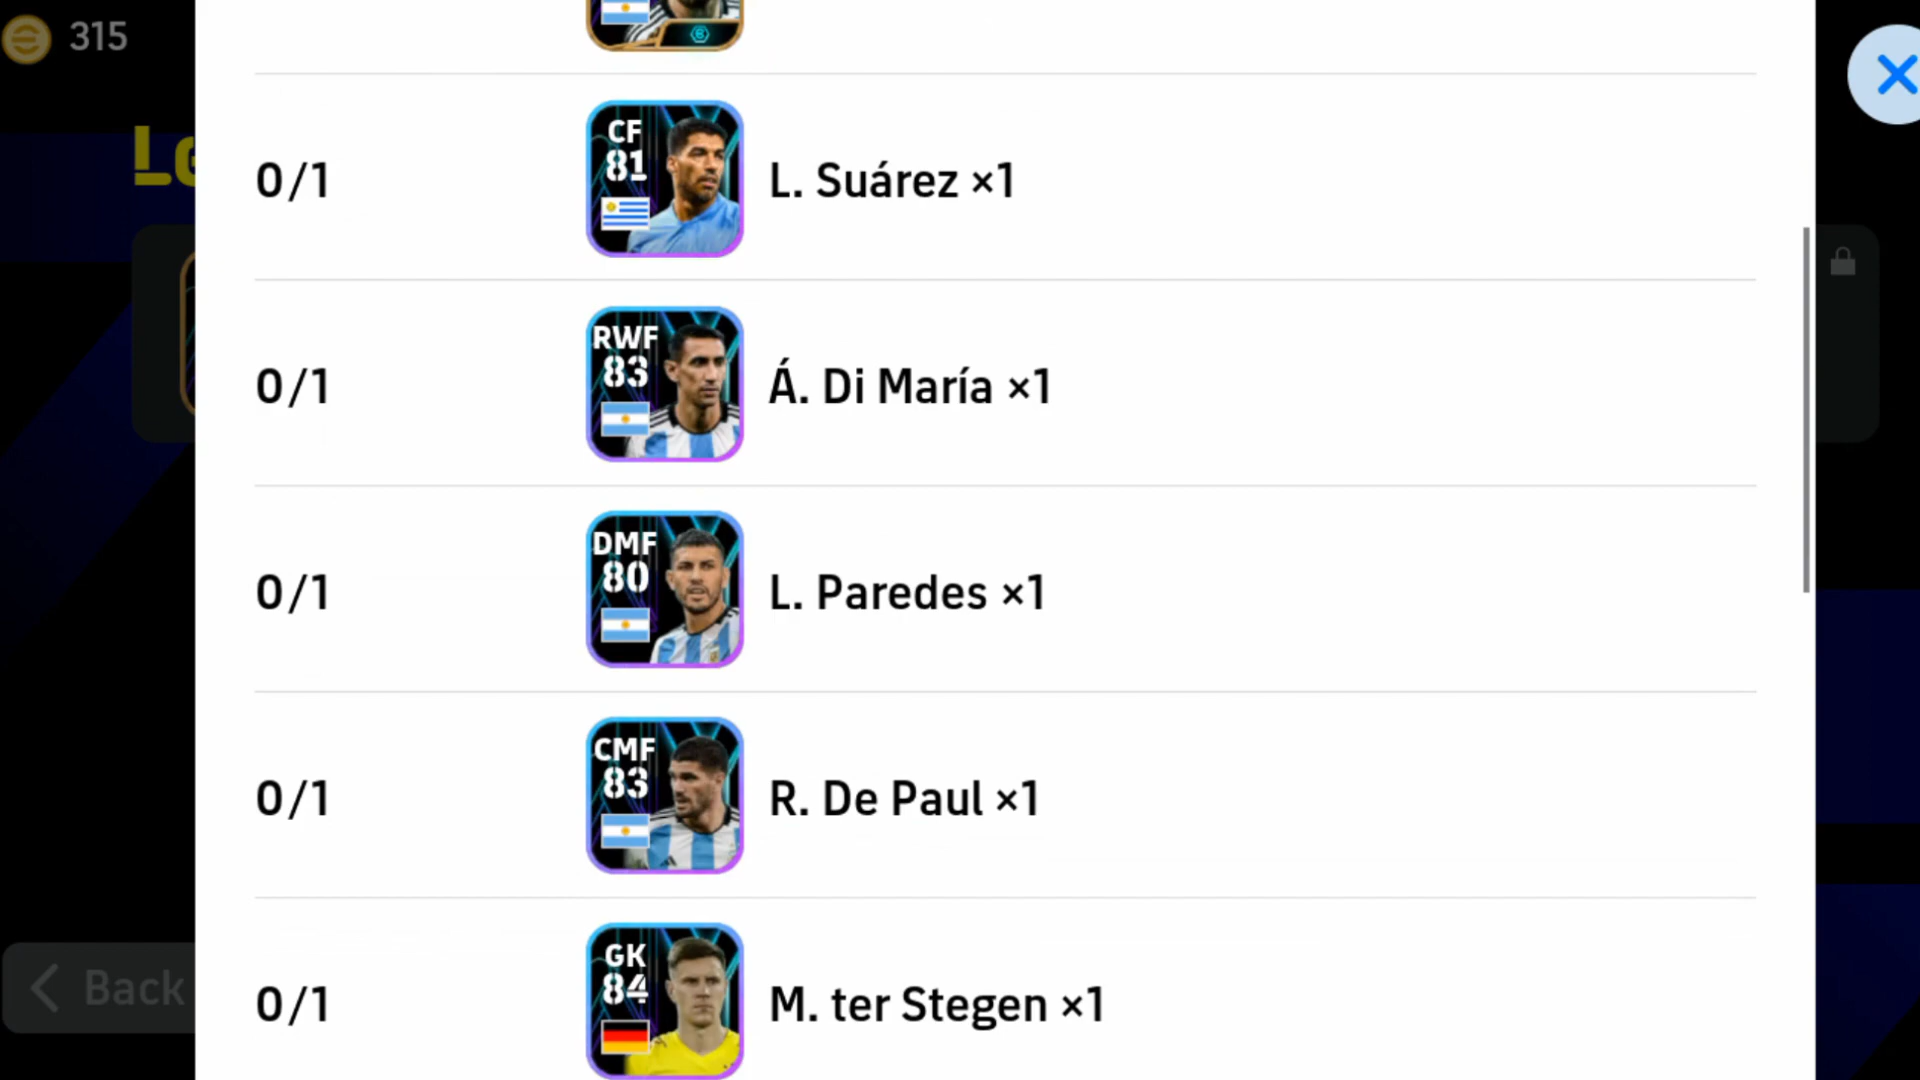 315
Le
CF
81
0/1
L. Suárez ×1
RWF
83
0/1
Á. Di María ×1
DMF
80
0/1
L. Paredes ×1
CMF
83
0/1
R. De Paul ×1
GK
84
0/1
M. ter Stegen ×1
Back